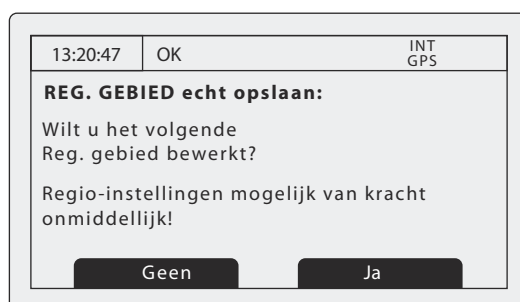 13:20:47 OK INT
GPS
REG. GEBIED echt opslaan:
Wilt u het volgende
Reg. gebied bewerkt?
Regio-instellingen mogelijk van kracht
onmiddellijk!
Geen Ja